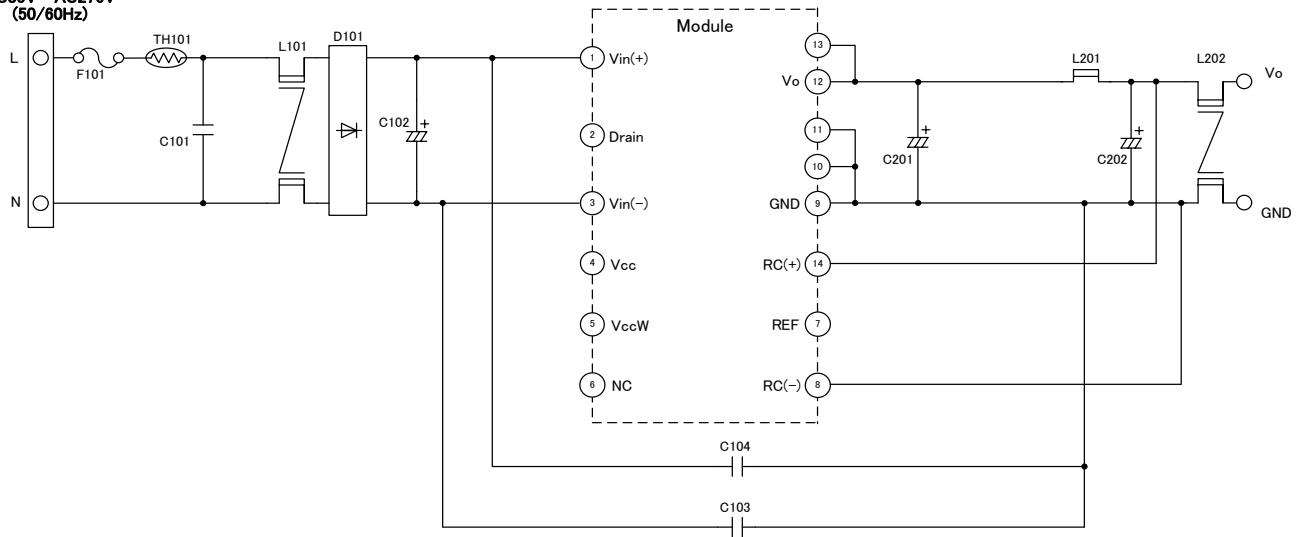 (50/60Hz)
L
F101
TH101
C101
L101
D101
C102
N
Module
1 Vin(+)
2 Drain
3 Vin(-)
4 Vcc
5 VccW
6 NC
13
Vo 12
11
10
GND 9
RC(+) 14
REF 7
RC(-) 8
C201
L201
C202
L202
Vo
GND
C104
C103